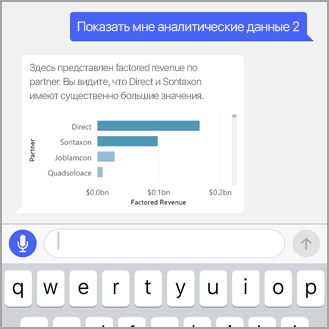 Показать мне аналитические данные 2
Здесь представлен factored revenue по
partner. Вы видите, что Direct и Sontaxon
имеют существенно большие значения.
Partner
Direct
Sontaxon
Joblamcon
Quadsoloace
$0.0bn $0.1bn $0.2bn
Factored Revenue
q w e r t y u i o p